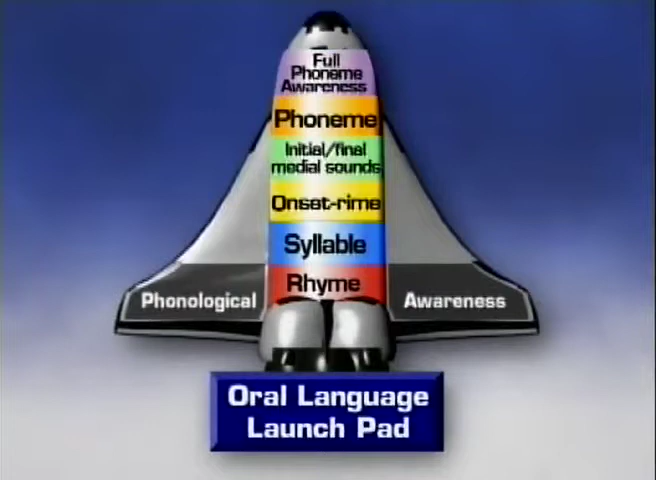 Full
Phoneme
Awareness
Phoneme
Initial/final
medial sounds
Onset-rime
Syllable
Rhyme
Phonological
Awareness
Oral Language
Launch Pad